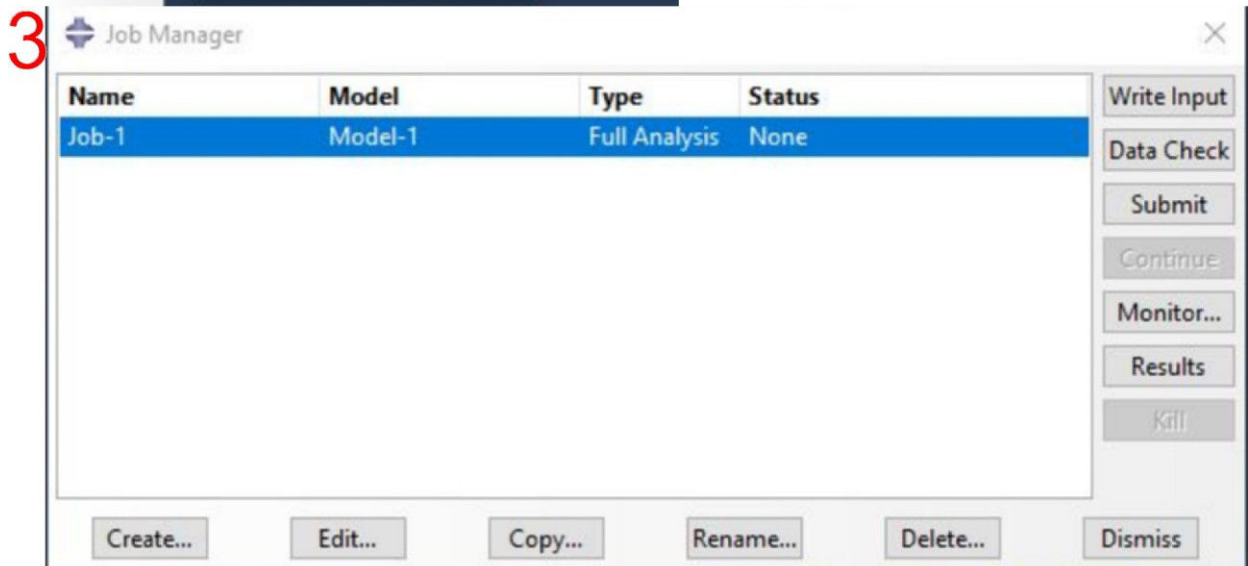 3
Job Manager
Name Model Type Status
Job-1 Model-1 Full Analysis None
Write Input
Data Check
Submit
Continue
Monitor...
Results
Kill
Create... Edit... Copy... Rename... Delete... Dismiss